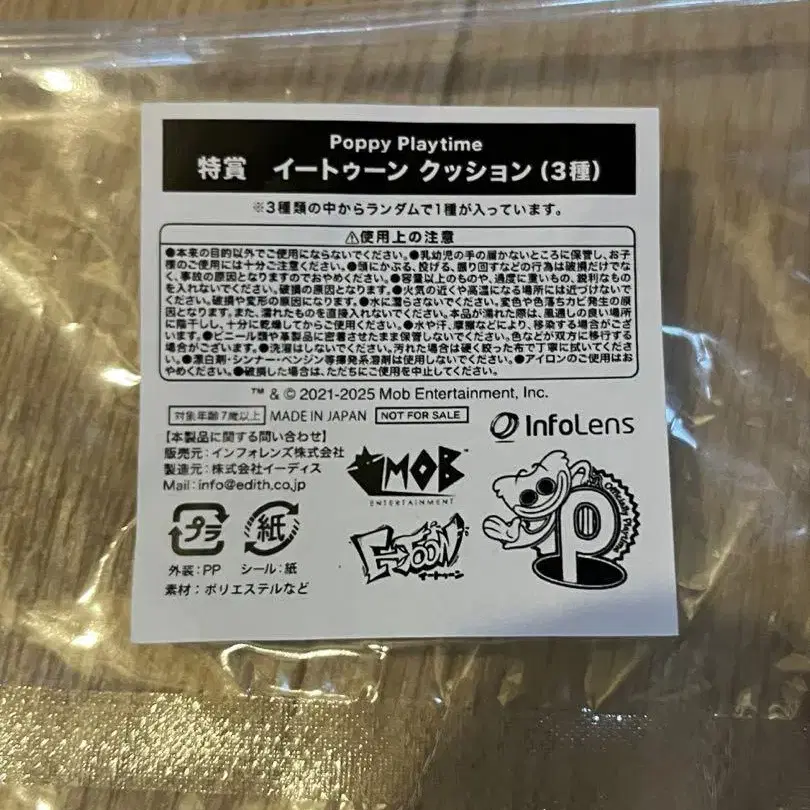 Poppy Playtime
特賞 イートゥーン クッション(3種)
※3種類の中からランダムで1種が入っています。
⚠使用上の注意
●本来の目的以外でご使用にならないでください。●乳幼児の手の届かないところに保管し、お子
様のご使用には十分ご注意ください。●頭にかぶる、投げる、振り回すなどの行為は破損だけでな
く、事故の原因となりますのでおやめください。●容量以上のものや、過度に重いもの、鋭利なもの
を入れないでください。破損の原因となります。●火気の近くや高温になる場所には近づけないで
ください。破損や変形の原因になります。●水に濡らさないでください。変色や色落ちカビ発生の原
因となります。また、濡れたものを直接入れないでください。本品が濡れた際は、風通しの良い場所
に陰干しし、十分に乾燥してからご使用ください。●水や汗、摩擦などにより、移染する場合がござ
います。●ビニール類や革製品に密着させたまま保管しないでください。色などが双方に移行する
場合がございます。●洗濯はしないでください。汚れた場合は硬く絞った布で丁寧に拭いてくださ
い。●漂白剤・シンナー・ベンジン等揮発系溶剤は使用しないでください。●アイロンのご使用はお
やめください。●破損した場合は、ただちにご使用を中止してください。
™ & © 2021-2025 Mob Entertainment, Inc.
対象年齢7歳以上 MADE IN JAPAN NOT FOR SALE
InfoLens
【本製品に関する問い合わせ】
販売元:インフォレンズ株式会社
製造元:株式会社イーディス
Mail:info@edith.co.jp
MOB™
ENTERTAINMENT
プラ 紙
外装:PP シール:紙
素材:ポリエステルなど
E-TOON
イートゥーン
P